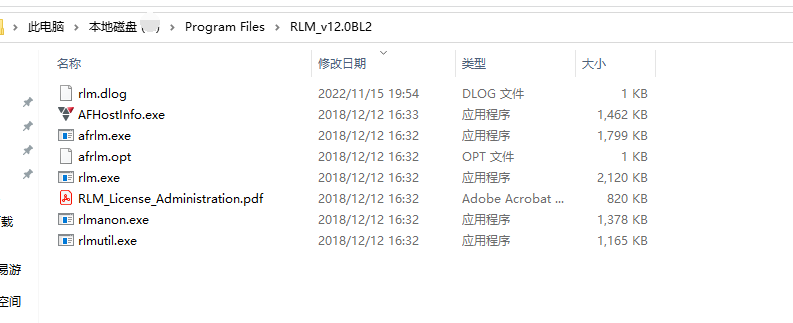 此电脑 > 本地磁盘 ( :) > Program Files > RLM_v12.0BL2
名称 修改日期 类型 大小
rlm.dlog 2022/11/15 19:54 DLOG 文件 1 KB
AFHostInfo.exe 2018/12/12 16:33 应用程序 1,462 KB
afrlm.exe 2018/12/12 16:32 应用程序 1,799 KB
afrlm.opt 2018/12/12 16:32 OPT 文件 1 KB
rlm.exe 2018/12/12 16:32 应用程序 2,120 KB
RLM_License_Administration.pdf 2018/12/12 16:32 Adobe Acrobat ... 820 KB
rlmanon.exe 2018/12/12 16:32 应用程序 1,378 KB
下载
rlmutil.exe 2018/12/12 16:32 应用程序 1,165 KB
易游
空间